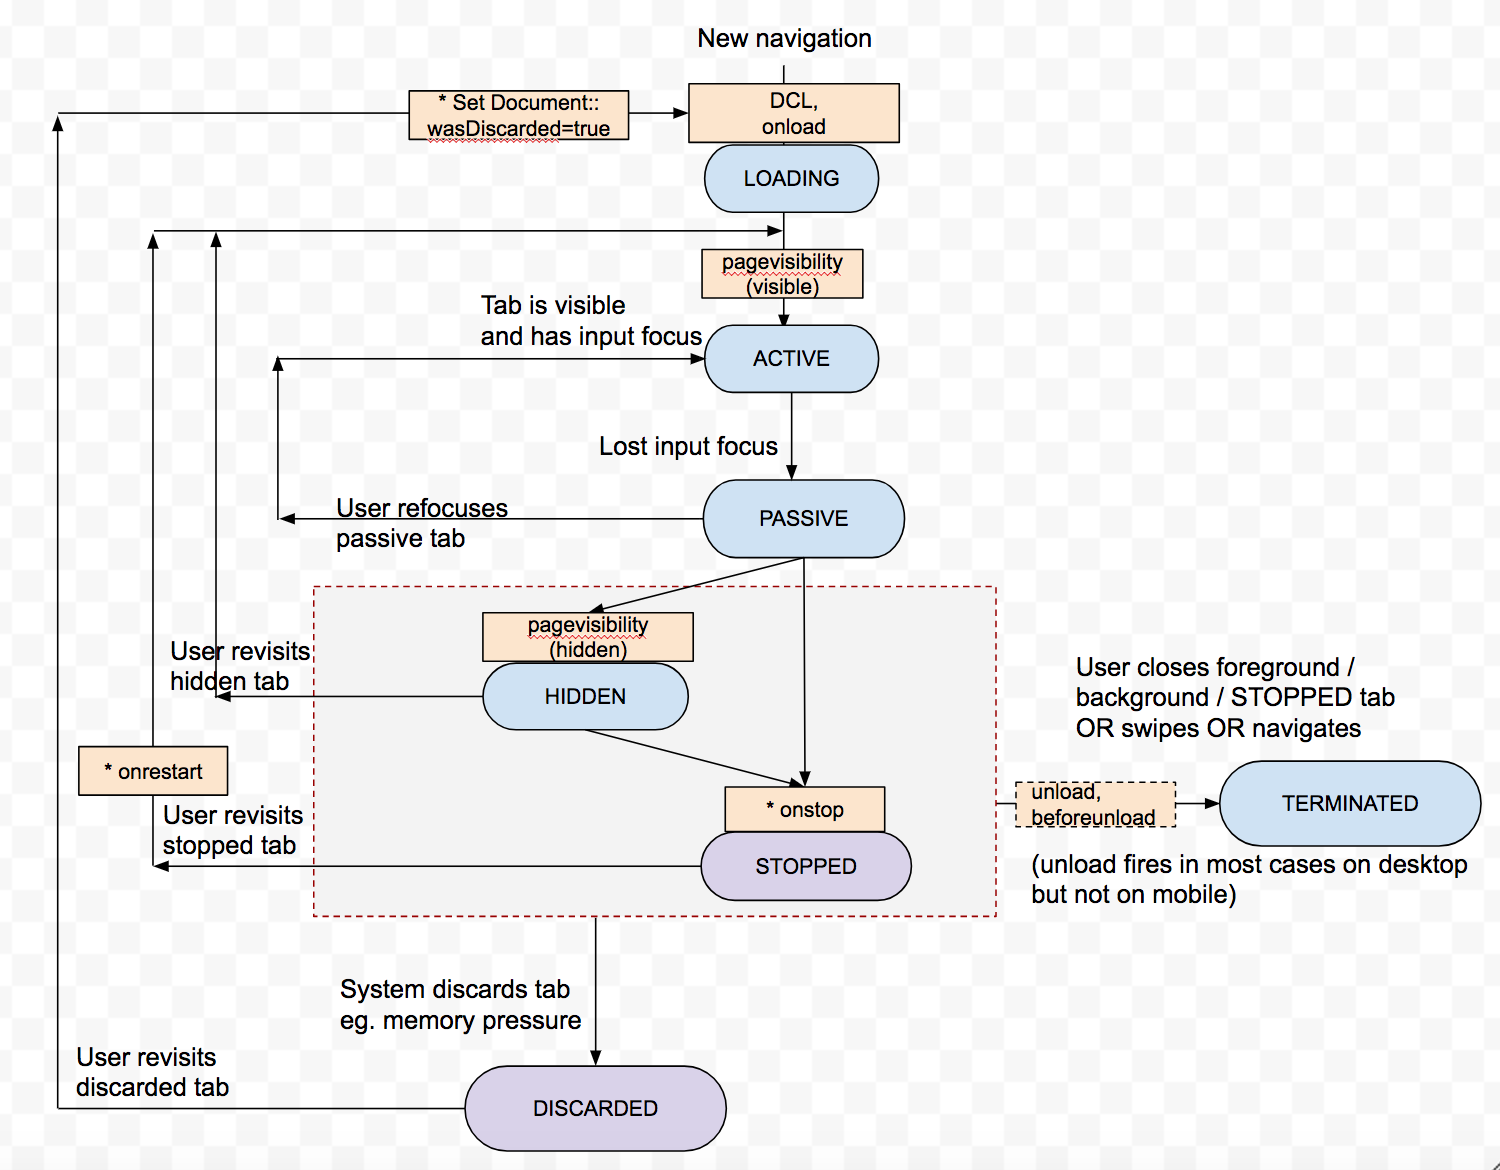 New navigation
* Set Document::
wasDiscarded=true
DCL,
onload
LOADING
pagevisibility
(visible)
Tab is visible
and has input focus
ACTIVE
Lost input focus
User refocuses
passive tab
PASSIVE
pagevisibility
(hidden)
User revisits
hidden tab
HIDDEN
User closes foreground /
background / STOPPED tab
OR swipes OR navigates
* onrestart
User revisits
stopped tab
* onstop
STOPPED
unload,
beforeunload
TERMINATED
(unload fires in most cases on desktop
but not on mobile)
System discards tab
eg. memory pressure
User revisits
discarded tab
DISCARDED